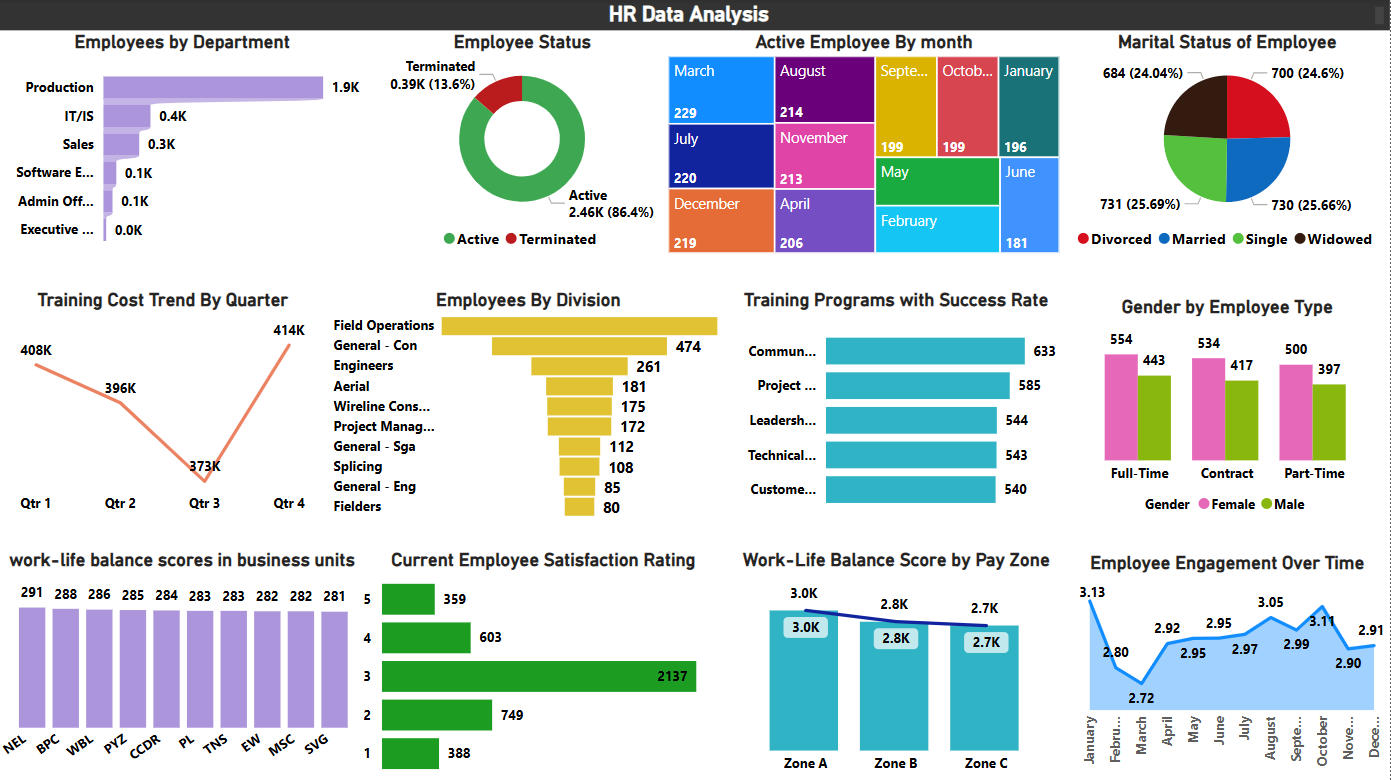 HR Data Analysis
Employees by Department
Production
1.9K
IT/IS
0.4K
Sales
0.3K
Software E...
0.1K
Admin Off...
0.1K
Executive ...
0.0K
Employee Status
Terminated
0.39K (13.6%)
Active
2.46K (86.4%)
Active
Terminated
Active Employee By month
March
229
July
220
December
219
August
214
November
213
April
206
Septe...
199
Octob...
199
January
196
May
February
June
181
Marital Status of Employee
684 (24.04%)
700 (24.6%)
731 (25.69%)
730 (25.66%)
Divorced
Married
Single
Widowed
Training Cost Trend By Quarter
408K
396K
373K
414K
Qtr 1
Qtr 2
Qtr 3
Qtr 4
Employees By Division
Field Operations
General - Con
474
Engineers
261
Aerial
181
Wireline Cons...
175
Project Manag...
172
General - Sga
112
Splicing
108
General - Eng
85
Fielders
80
Training Programs with Success Rate
Commun...
633
Project ...
585
Leadersh...
544
Technical...
543
Custome...
540
Gender by Employee Type
554
443
534
417
500
397
Full-Time
Contract
Part-Time
Gender
Female
Male
work-life balance scores in business units
291
288
286
285
284
283
283
282
282
281
NEL
BPC
WBL
PYZ
CCDR
PL
TNS
EW
MSC
SVG
Current Employee Satisfaction Rating
5
359
4
603
3
2137
2
749
1
388
Work-Life Balance Score by Pay Zone
3.0K
2.8K
2.7K
3.0K
2.8K
2.7K
Zone A
Zone B
Zone C
Employee Engagement Over Time
3.13
2.80
2.72
2.92
2.95
2.95
2.97
3.05
2.99
3.11
2.90
2.91
January
Febru...
March
April
May
June
July
August
Septe...
October
Nove...
Dece...